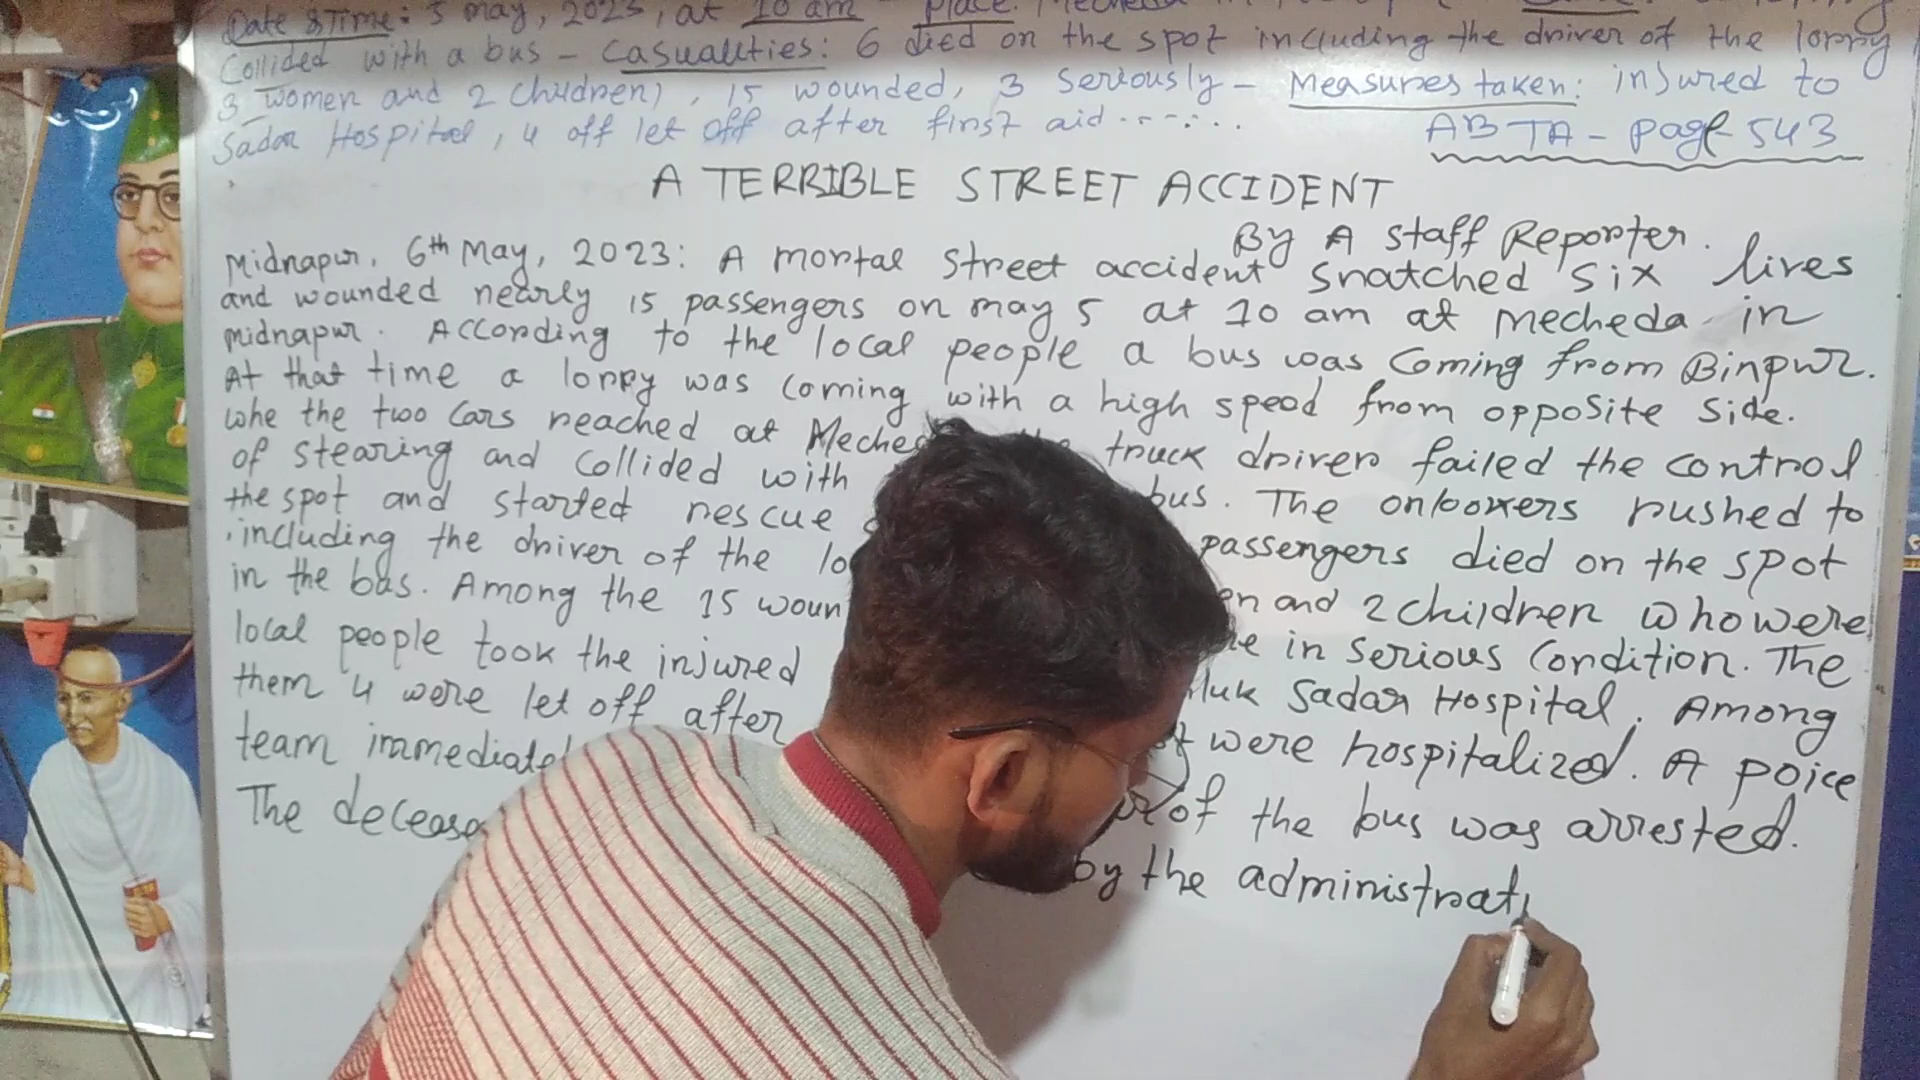 Date & Time: 5 May, 2023, at 10 am - Place: Mecheda in
Collided with a bus - Casualties: 6 died on the spot including the driver of the lorry
3 women and 2 children), 15 wounded, 3 seriously - Measures taken: injured to
Sadar Hospital, 4 off let off after first aid .......
ABTA - page 543
A TERRIBLE STREET ACCIDENT
By A Staff Reporter.
Midnapur, 6th May, 2023: A mortal street accident snatched six lives
and wounded nearly 15 passengers on may 5 at 10 am at Mecheda in
Midnapur. According to the local people a bus was coming from Binpur.
At that time a lorry was coming with a high speed from opposite side.
Whe the two cars reached at Meche truck driver failed the control
of stearing and collided with bus. The onlookers rushed to
the spot and started rescue passengers died on the spot
including the driver of the lo and 2 children who were
in the bus. Among the 15 woun in serious condition. The
local people took the injured Sadar Hospital. Among
them 4 were let off after were hospitalized. A poice
team immediate of the bus was arrested.
The decease by the administrati